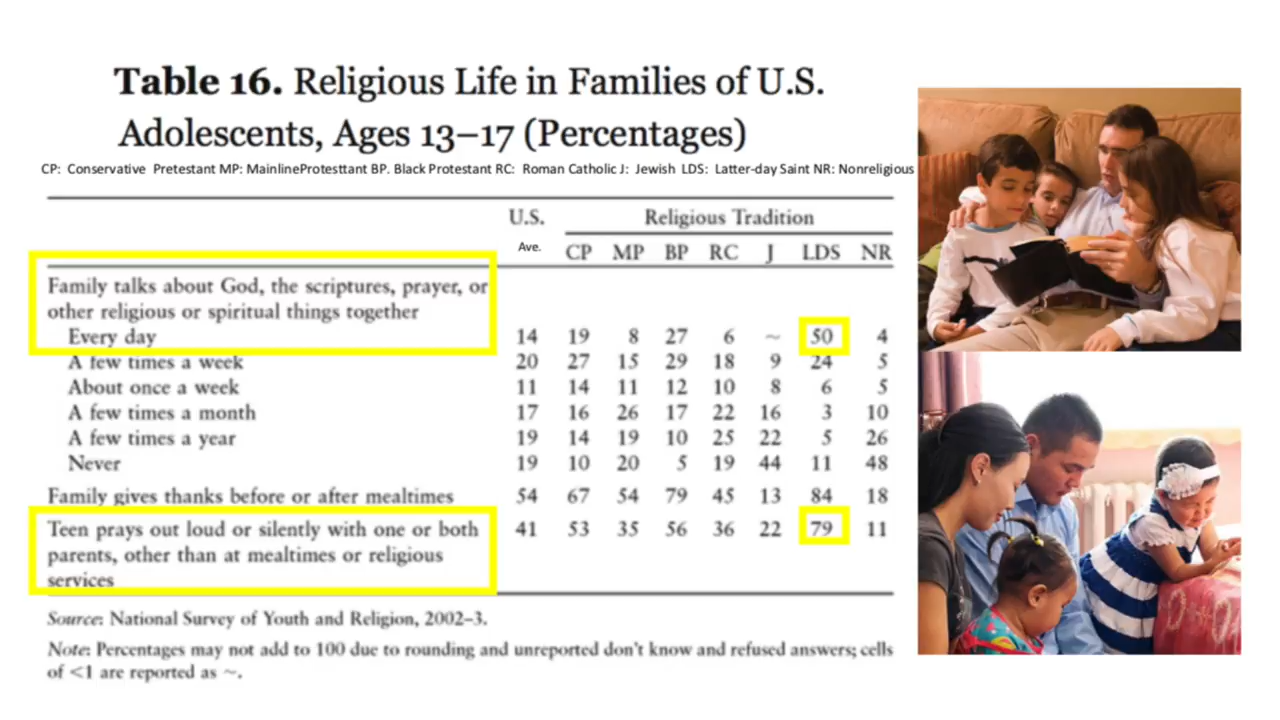 Table 16. Religious Life in Families of U.S.
Adolescents, Ages 13–17 (Percentages)
CP: Conservative Pretestant MP: MainlineProtesttant BP. Black Protestant RC: Roman Catholic J: Jewish LDS: Latter-day Saint NR: Nonreligious
U.S. Religious Tradition
Ave. CP MP BP RC J LDS NR
Family talks about God, the scriptures, prayer, or
other religious or spiritual things together
Every day 14 19 8 27 6 ~ 50 4
A few times a week 20 27 15 29 18 9 24 5
About once a week 11 14 11 12 10 8 6 5
A few times a month 17 16 26 17 22 16 3 10
A few times a year 19 14 19 10 25 22 5 26
Never 19 10 20 5 19 44 11 48
Family gives thanks before or after mealtimes 54 67 54 79 45 13 84 18
Teen prays out loud or silently with one or both 41 53 35 56 36 22 79 11
parents, other than at mealtimes or religious
services
Source: National Survey of Youth and Religion, 2002–3.
Note: Percentages may not add to 100 due to rounding and unreported don't know and refused answers; cells
of <1 are reported as ~.